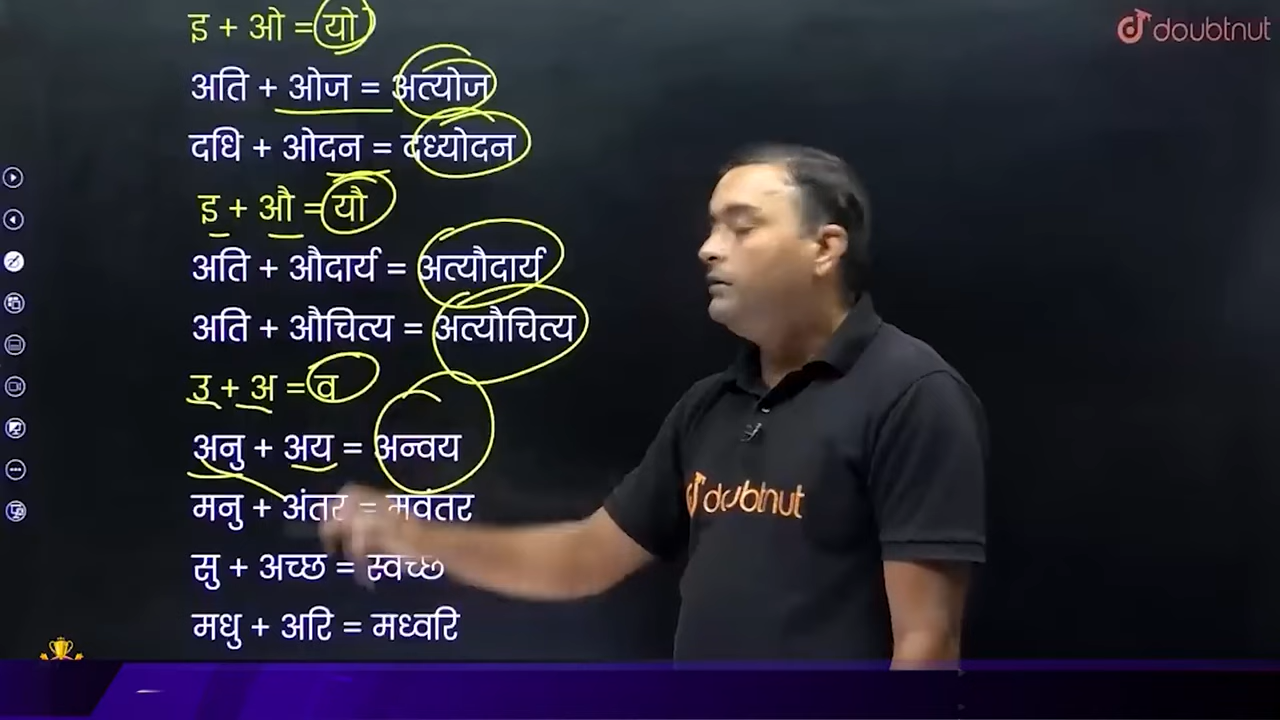 इ + ओ = यो
doubtnut
अति + ओज = अत्योज
दधि + ओदन = दध्योदन
इ + औ = यौ
अति + औदार्य = अत्यौदार्य
अति + औचित्य = अत्यौचित्य
उ + अ = व
अनु + अय = अन्वय
मनु + अंतर = मवंतर
doubtnut
सु + अच्छ = स्वच्छ
मधु + अरि = मध्वरि